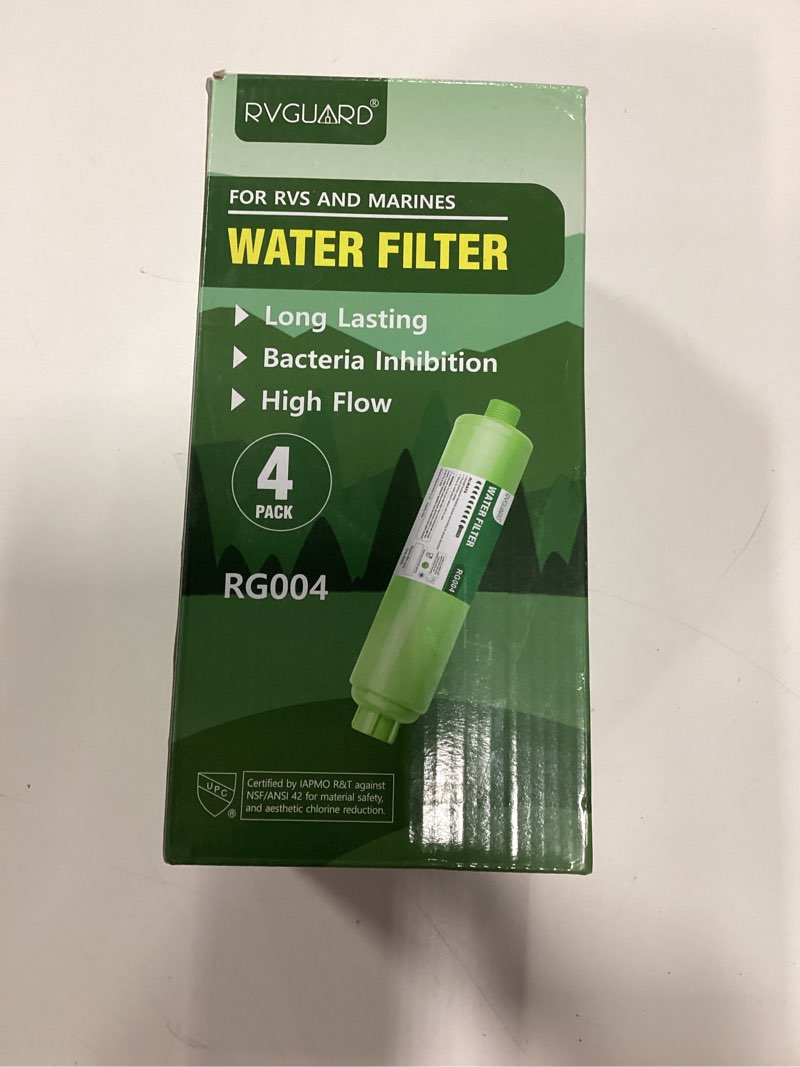 RVGUARD®
FOR RVS AND MARINES
WATER FILTER
Long Lasting
Bacteria Inhibition
High Flow
4
PACK
RG004
RVGUARD
WATER FILTER
RG004
UPC
®
Certified by IAPMO R&T against
NSF/ANSI 42 for material safety,
and aesthetic chlorine reduction.